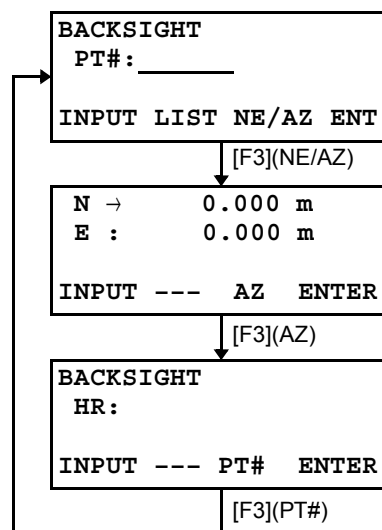 BACKSIGHT
PT#:
INPUT LIST NE/AZ ENT
[F3](NE/AZ)
N → 0.000 m
E : 0.000 m
INPUT --- AZ ENTER
[F3](AZ)
BACKSIGHT
HR:
INPUT --- PT# ENTER
[F3](PT#)